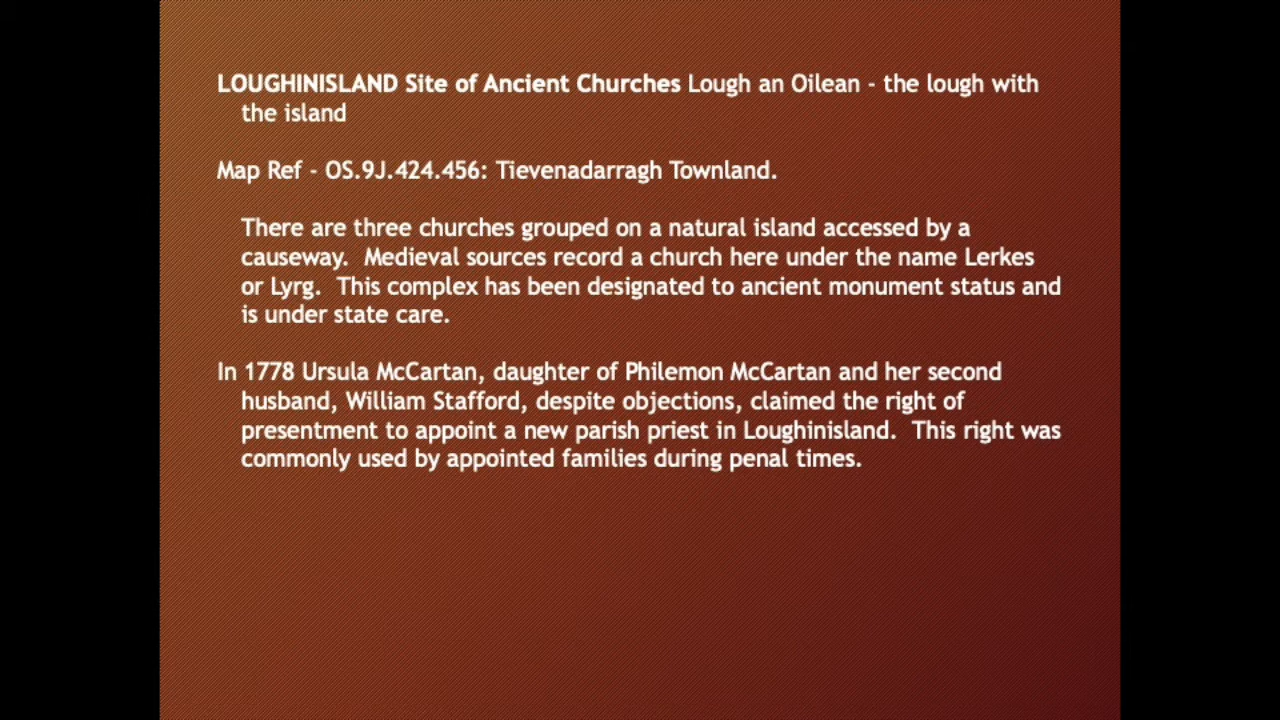 LOUGHINISLAND Site of Ancient Churches Lough an Oilean - the lough with
the island
Map Ref - OS.9J.424.456: Tievenadarragh Townland.
There are three churches grouped on a natural island accessed by a
causeway.  Medieval sources record a church here under the name Lerkes
or Lyrg.  This complex has been designated to ancient monument status and
is under state care.
In 1778 Ursula McCartan, daughter of Philemon McCartan and her second
husband, William Stafford, despite objections, claimed the right of
presentment to appoint a new parish priest in Loughinisland.  This right was
commonly used by appointed families during penal times.